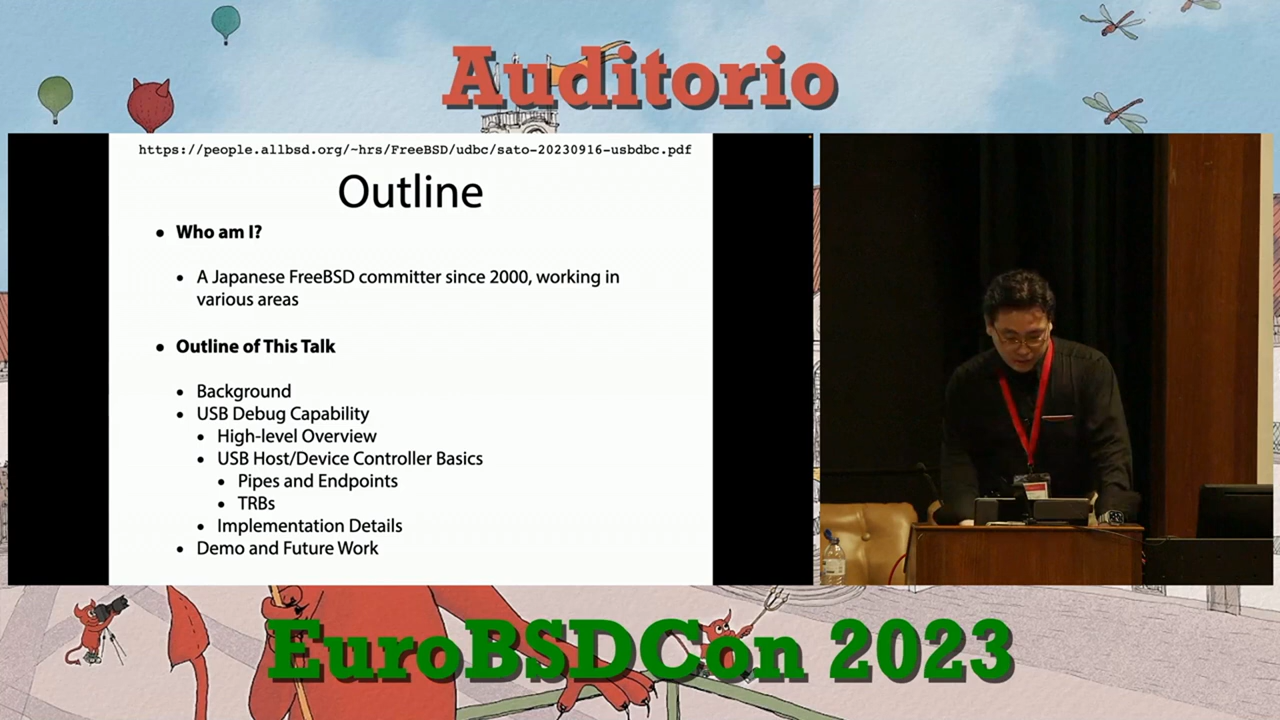 Auditorio
https://people.allbsd.org/~hrs/FreeBSD/udbc/sato-20230916-usbdbc.pdf
Outline
• Who am I?
• A Japanese FreeBSD committer since 2000, working in
various areas
• Outline of This Talk
• Background
• USB Debug Capability
• High-level Overview
• USB Host/Device Controller Basics
• Pipes and Endpoints
• TRBs
• Implementation Details
• Demo and Future Work
EuroBSDCon 2023